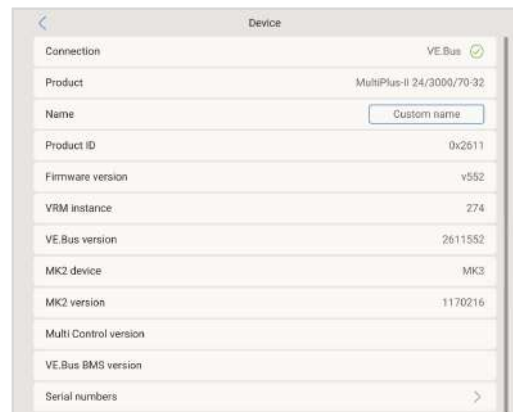 Device
Connection VE.Bus
Product MultiPlus-II 24/3000/70-32
Name Custom name
Product ID 0x2611
Firmware version v552
VRM instance 274
VE.Bus version 2611552
MK2 device MK3
MK2 version 1170216
Multi Control version
VE.Bus BMS version
Serial numbers